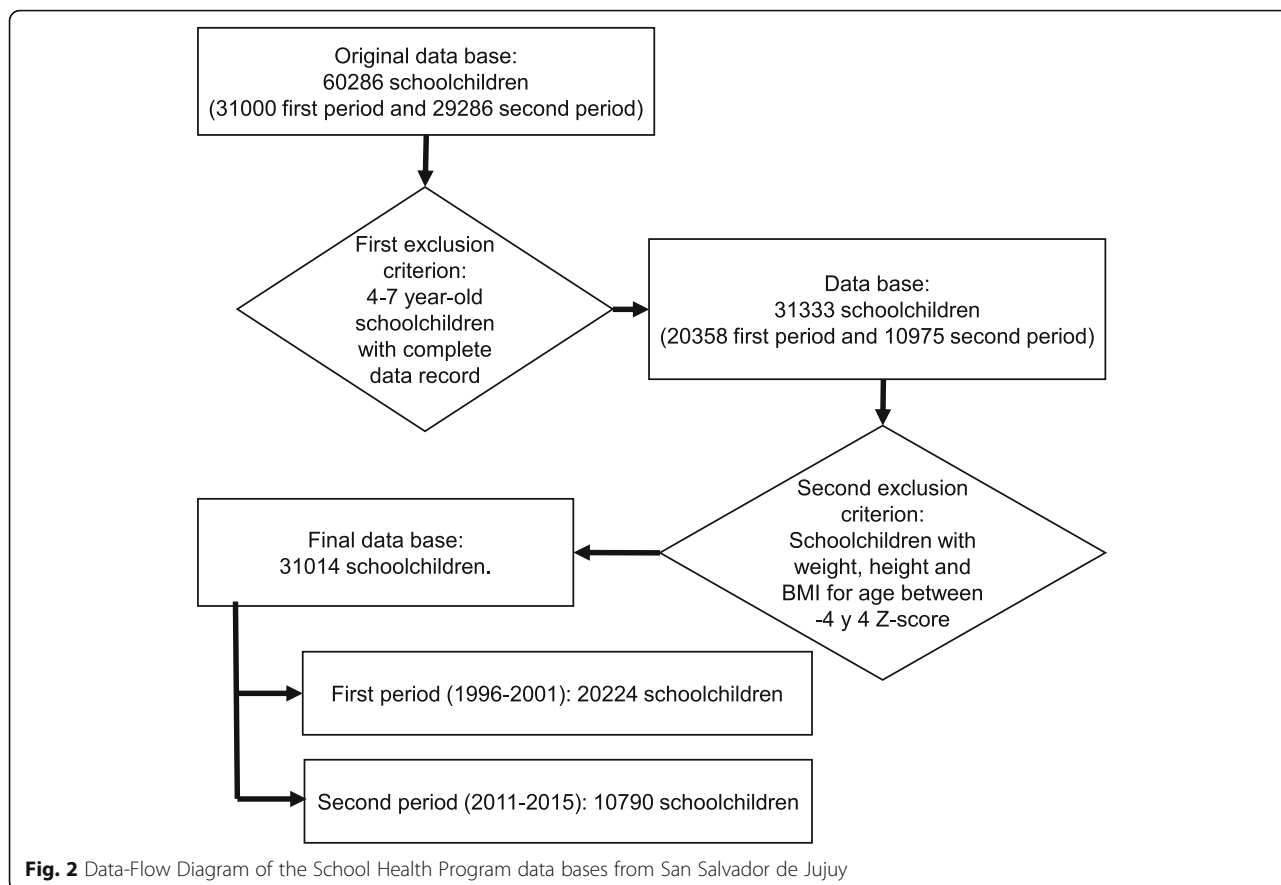 Original data base:
60286 schoolchildren
(31000 first period and 29286 second period)
First exclusion
criterion:
4-7 year-old
schoolchildren
with complete
data record
Data base:
31333 schoolchildren
(20358 first period and 10975 second period)
Second exclusion
criterion:
Schoolchildren with
weight, height and
BMI for age between
-4 y 4 Z-score
Final data base:
31014 schoolchildren.
First period (1996-2001): 20224 schoolchildren
Second period (2011-2015): 10790 schoolchildren
Fig. 2 Data-Flow Diagram of the School Health Program data bases from San Salvador de Jujuy